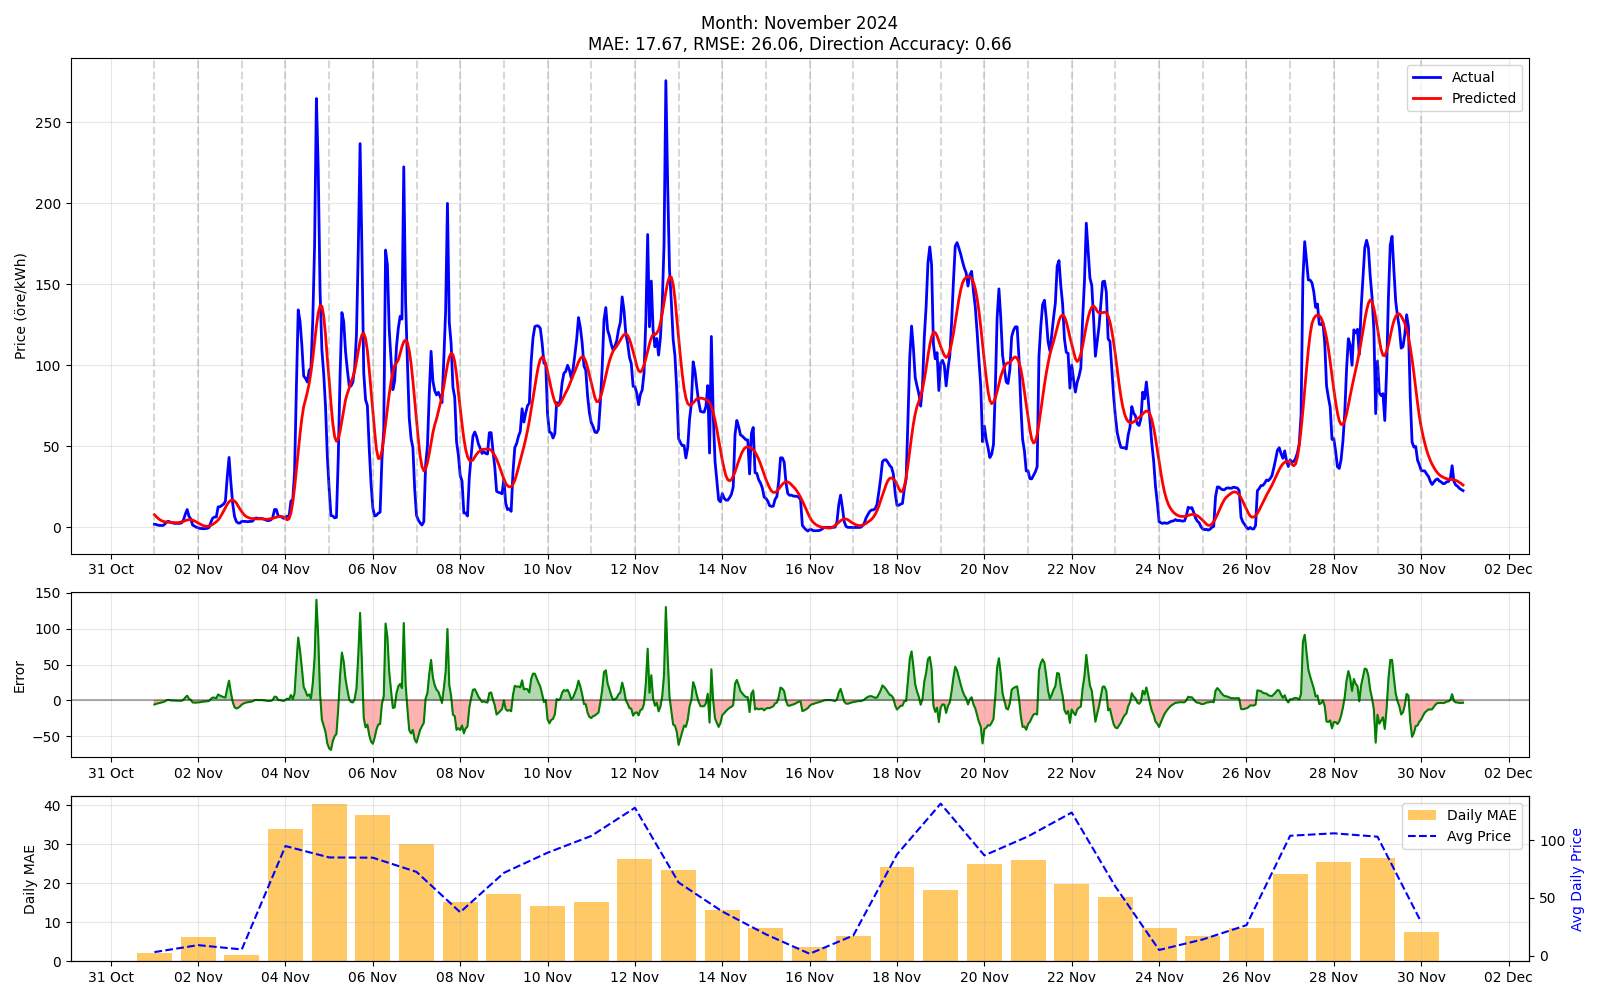 Month: November 2024
MAE: 17.67, RMSE: 26.06, Direction Accuracy: 0.66
Price (öre/kWh)
250
200
150
100
50
0
Actual
Predicted
31 Oct 02 Nov 04 Nov 06 Nov 08 Nov 10 Nov 12 Nov 14 Nov 16 Nov 18 Nov 20 Nov 22 Nov 24 Nov 26 Nov 28 Nov 30 Nov 02 Dec
Error
150
100
50
0
−50
31 Oct 02 Nov 04 Nov 06 Nov 08 Nov 10 Nov 12 Nov 14 Nov 16 Nov 18 Nov 20 Nov 22 Nov 24 Nov 26 Nov 28 Nov 30 Nov 02 Dec
Daily MAE
40
30
20
10
0
Daily MAE
Avg Price
100
50
0
Avg Daily Price
31 Oct 02 Nov 04 Nov 06 Nov 08 Nov 10 Nov 12 Nov 14 Nov 16 Nov 18 Nov 20 Nov 22 Nov 24 Nov 26 Nov 28 Nov 30 Nov 02 Dec